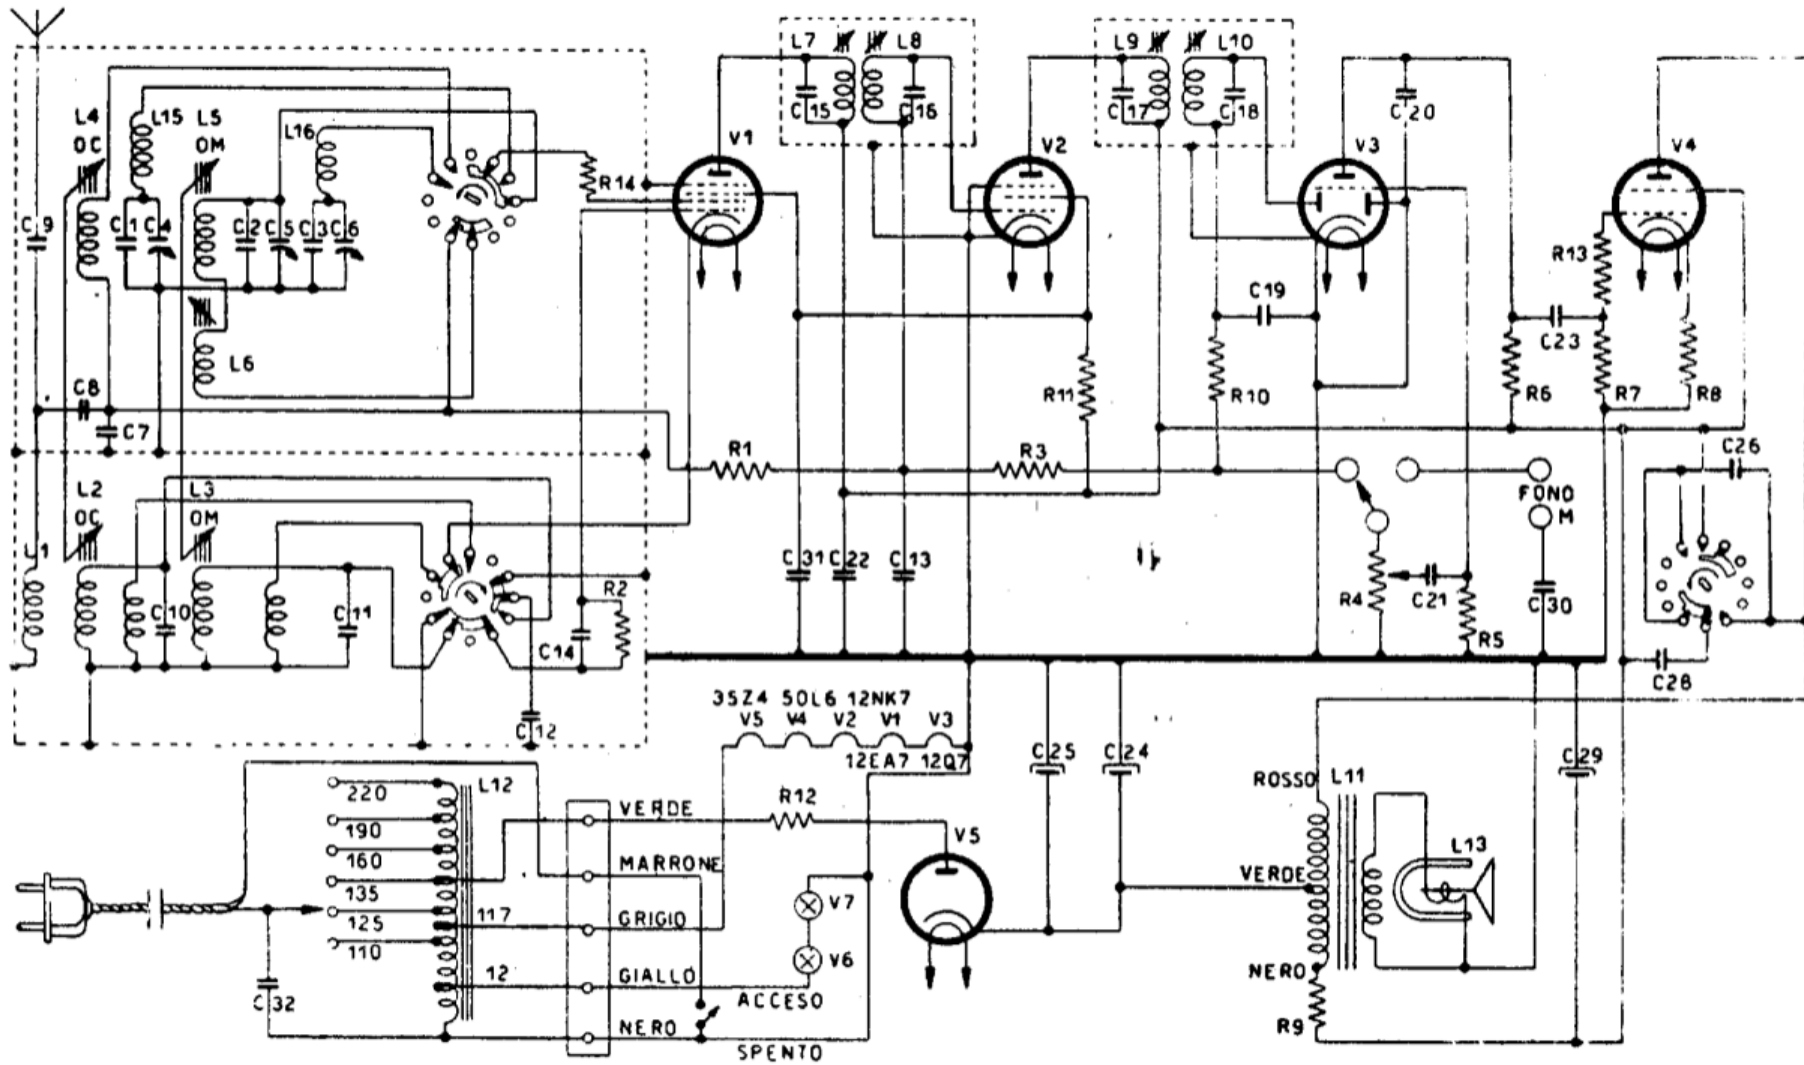 L7 L8 L9 L10
C15 C16 C17 C18 C20
V1 V2 V3 V4
L4 L15 L5 L16
OC OM
R14
C9 C1 C4 C2 C5 C3 C6
R13
C19 C23
L6
C8 R11 R10 R6 R7 R8
C7
R1 R3 C26
L2 L3
OC OM
FONO
M
L1
C31 C22 C13
C10 C11 R2 R4 C21 C30
C14 R5
C28
35Z4 50L6 12NK7
V5 V4 V2 V1 V3
C12
12EA7 12Q7
C25 C24 C29
220 L12 ROSSO L11
VERDE R12
190 V5
160 MARRONE L13
135 VERDE
125 117 GRIGIO V7
110
12 GIALLO V6
NERO
C32 ACCESO
NERO R9
SPENTO